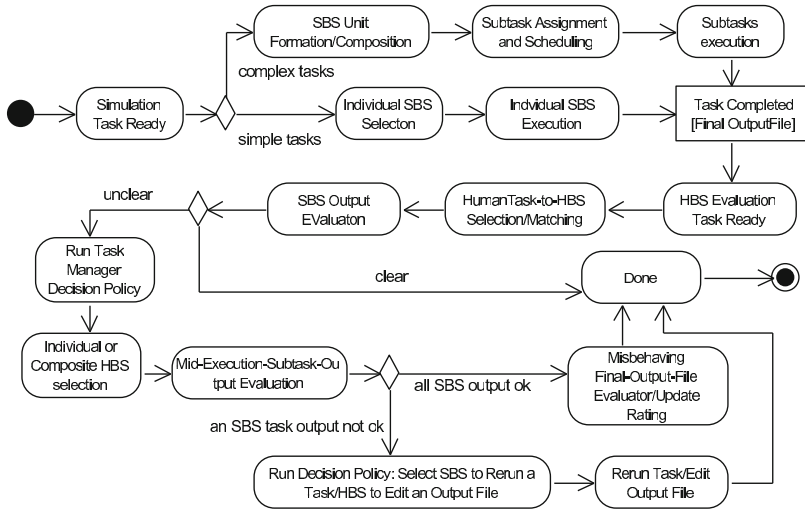 SBS Unit
Formation/Composition
Subtask Assignment
and Scheduling
Subtasks
execution
complex tasks
Simulation
Task Ready
Individual SBS
Selecton
Indvidual SBS
Execution
Task Completed
[Final OutputFile]
simple tasks
unclear
SBS Output
EValuaton
HumanTask-to-HBS
Selection/Matching
HBS Evaluation
Task Ready
Run Task
Manager
Decision Policy
clear
Done
Individual or
Composite HBS
selection
Mid-Execution-Subtask-Ou
tput Evaluation
all SBS output ok
Misbehaving
Final-Output-File
Evaluator/Update
Rating
an SBS task output not ok
Run Decision Policy: Select SBS to Rerun a
Task/HBS to Edit an Output File
Rerun Task/Edit
Output File